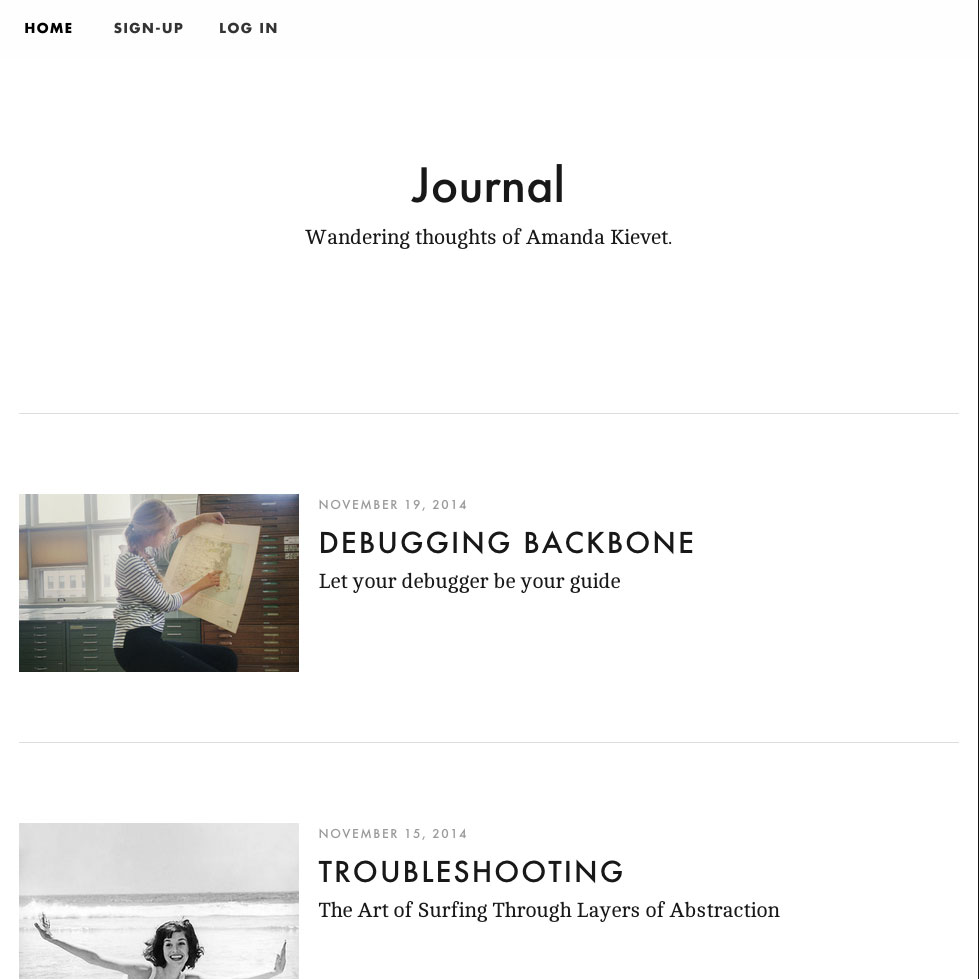 HOME SIGN-UP LOG IN
Journal
Wandering thoughts of Amanda Kievet.
NOVEMBER 19, 2014
DEBUGGING BACKBONE
Let your debugger be your guide
NOVEMBER 15, 2014
TROUBLESHOOTING
The Art of Surfing Through Layers of Abstraction